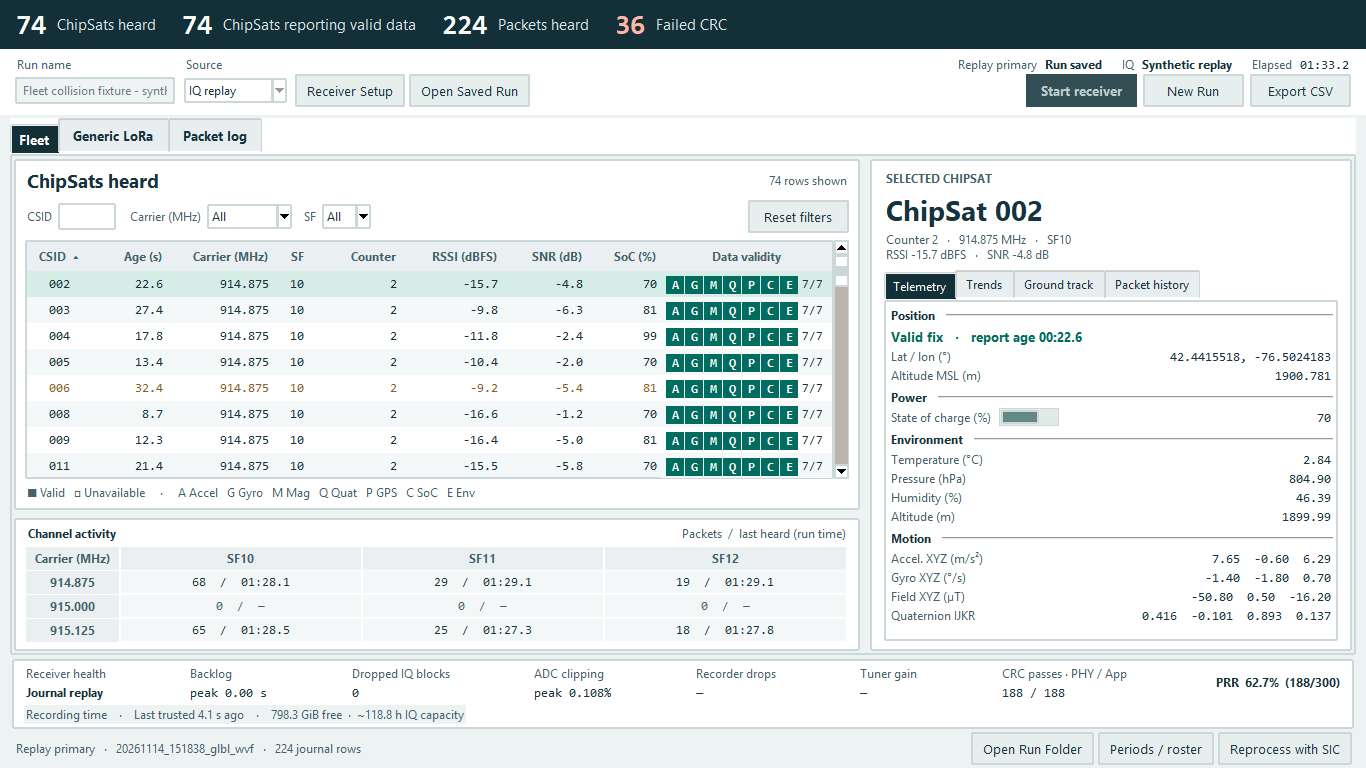 74 ChipSats heard 74 ChipSats reporting valid data 224 Packets heard 36 Failed CRC
Run name Source Replay primary Run saved IQ Synthetic replay Elapsed 01:33.2
Fleet collision fixture - synth IQ replay Receiver Setup Open Saved Run Start receiver New Run Export CSV
Fleet Generic LoRa Packet log
ChipSats heard 74 rows shown
CSID Carrier (MHz) All SF All Reset filters
CSID Age (s) Carrier (MHz) SF Counter RSSI (dBFS) SNR (dB) SoC (%) Data validity
002 22.6 914.875 10 2 -15.7 -4.8 70 A G M Q P C E 7/7
003 27.4 914.875 10 2 -9.8 -6.3 81 A G M Q P C E 7/7
004 17.8 914.875 10 2 -11.8 -2.4 99 A G M Q P C E 7/7
005 13.4 914.875 10 2 -10.4 -2.0 70 A G M Q P C E 7/7
006 32.4 914.875 10 2 -9.2 -5.4 81 A G M Q P C E 7/7
008 8.7 914.875 10 2 -16.6 -1.2 70 A G M Q P C E 7/7
009 12.3 914.875 10 2 -16.4 -5.0 81 A G M Q P C E 7/7
011 21.4 914.875 10 2 -15.5 -5.8 70 A G M Q P C E 7/7
■ Valid □ Unavailable · A Accel G Gyro M Mag Q Quat P GPS C SoC E Env
Channel activity Packets / last heard (run time)
Carrier (MHz) SF10 SF11 SF12
914.875 68 / 01:28.1 29 / 01:29.1 19 / 01:29.1
915.000 0 / — 0 / — 0 / —
915.125 65 / 01:28.5 25 / 01:27.3 18 / 01:27.8
SELECTED CHIPSAT
ChipSat 002
Counter 2 · 914.875 MHz · SF10
RSSI -15.7 dBFS · SNR -4.8 dB
Telemetry Trends Ground track Packet history
Position
Valid fix · report age 00:22.6
Lat / lon (°) 42.4415518, -76.5024183
Altitude MSL (m) 1900.781
Power
State of charge (%) 70
Environment
Temperature (°C) 2.84
Pressure (hPa) 804.90
Humidity (%) 46.39
Altitude (m) 1899.99
Motion
Accel. XYZ (m/s²) 7.65 -0.60 6.29
Gyro XYZ (°/s) -1.40 -1.80 0.70
Field XYZ (µT) -50.80 0.50 -16.20
Quaternion IJKR 0.416 -0.101 0.893 0.137
Receiver health Backlog Dropped IQ blocks ADC clipping Recorder drops Tuner gain CRC passes · PHY / App
Journal replay peak 0.00 s 0 peak 0.108% — — 188 / 188 PRR 62.7% (188/300)
Recording time · Last trusted 4.1 s ago · 798.3 GiB free · ~118.8 h IQ capacity
Replay primary · 20261114_151838_glbl_wvf · 224 journal rows Open Run Folder Periods / roster Reprocess with SIC